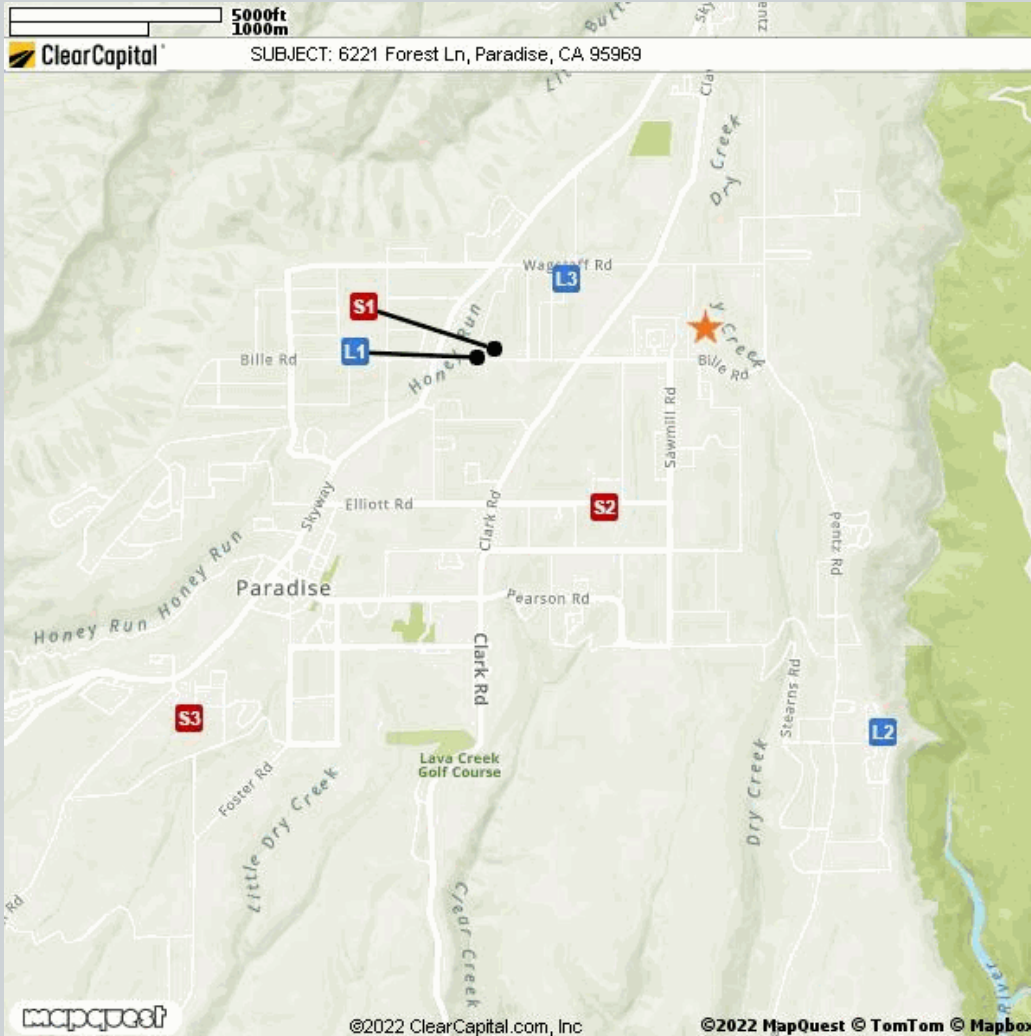 5000ft
1000m
ClearCapital
SUBJECT: 6221 Forest Ln, Paradise, CA 95969
Dry Creek
Wagstaff Rd
L3
S1
L1
Honey Run
Bille Rd
Y Creek
Bille Rd
Sawmill Rd
Skyway
Elliott Rd
Clark Rd
S2
Pentz Rd
Honey Run Honey Run
Paradise
Pearson Rd
Clark Rd
Stearns Rd
S3
L2
Lava Creek
Golf Course
Foster Rd
Little Dry Creek
Dry Creek
Clear Creek
Rd
River
mapquest
©2022 ClearCapital.com, Inc
©2022 MapQuest © TomTom © Mapbox